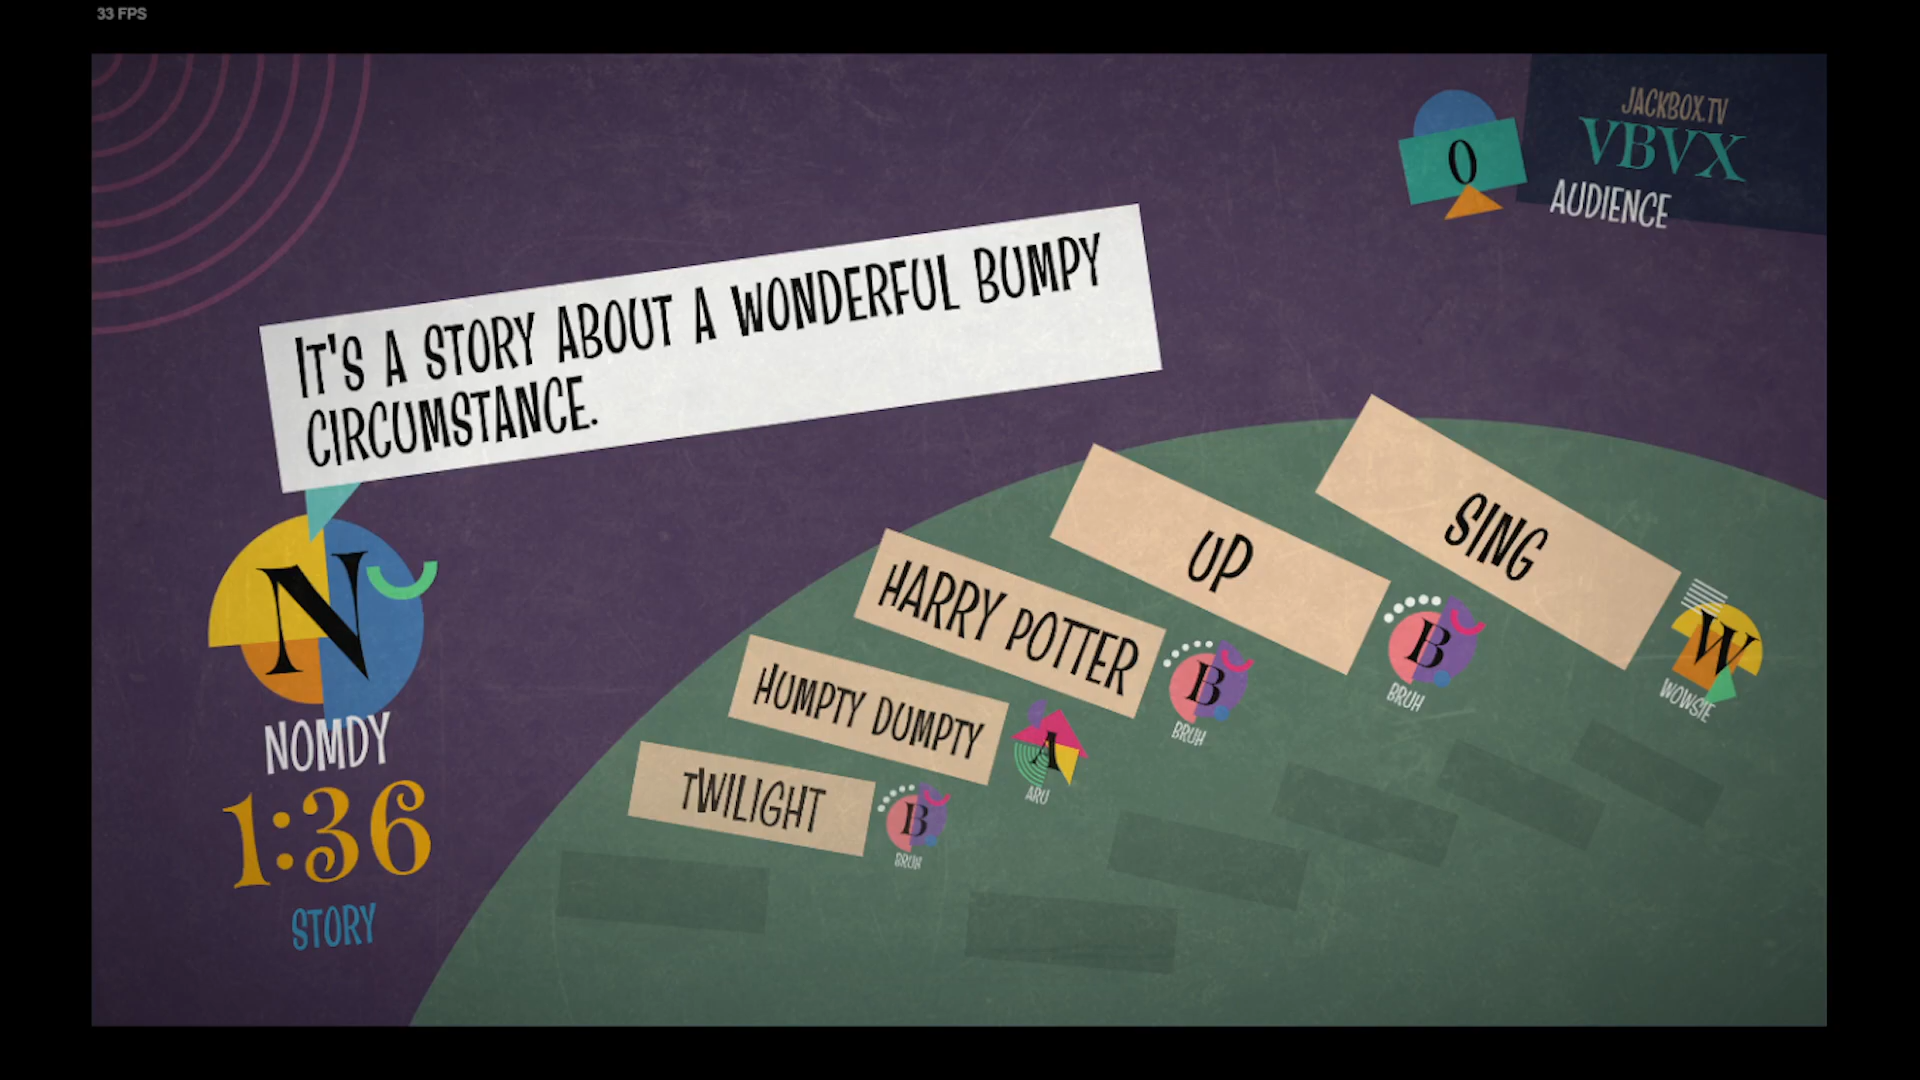 33 FPS
JACKBOX.TV
VBVX
0
AUDIENCE
IT'S A STORY ABOUT A WONDERFUL BUMPY
CIRCUMSTANCE.
N
NOMDY
1:36
STORY
SING
W
WOWSIE
UP
B
BRUH
HARRY POTTER
B
BRUH
HUMPTY DUMPTY
A
ARU
TWILIGHT
B
BRUH